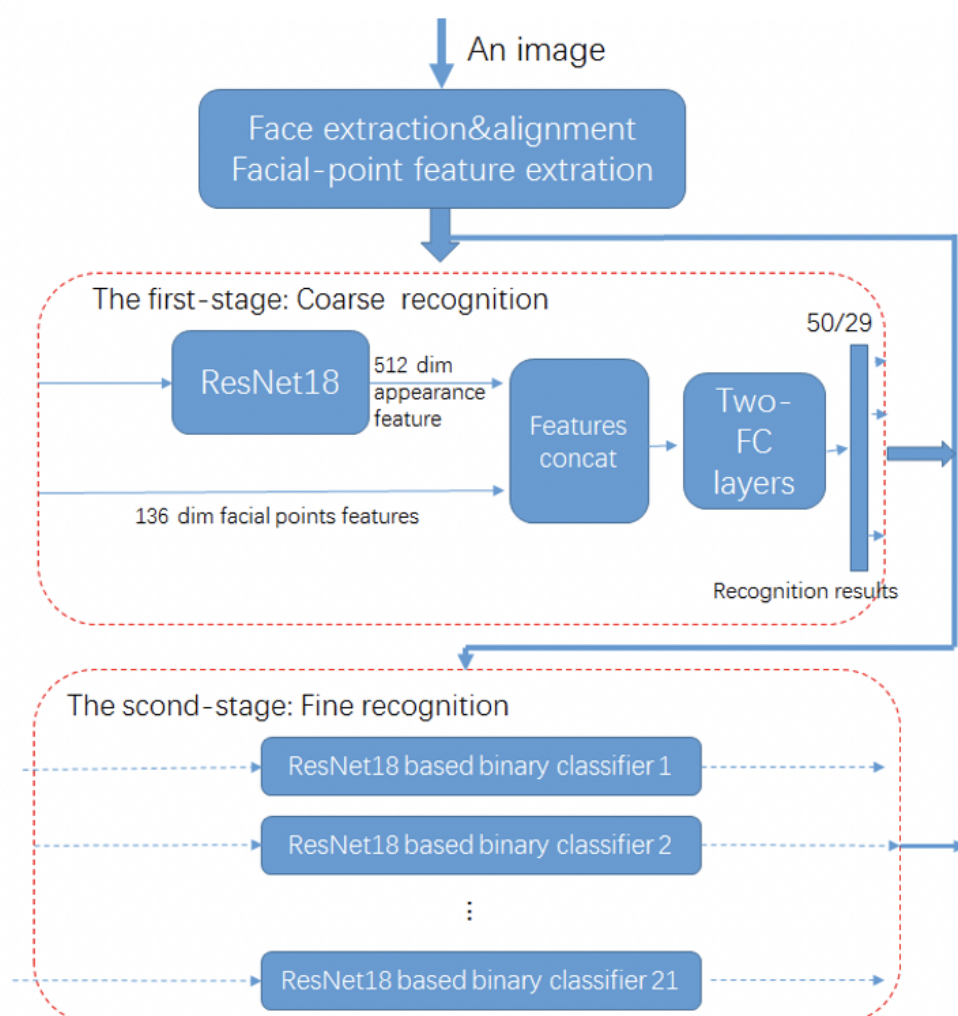 An image
Face extraction&alignment
Facial-point feature extration
The first-stage: Coarse recognition
50/29
ResNet18
512 dim
appearance
feature
Features
concat
Two-
FC
layers
136 dim facial points features
Recognition results
The scond-stage: Fine recognition
ResNet18 based binary classifier 1
ResNet18 based binary classifier 2
⋮
ResNet18 based binary classifier 21